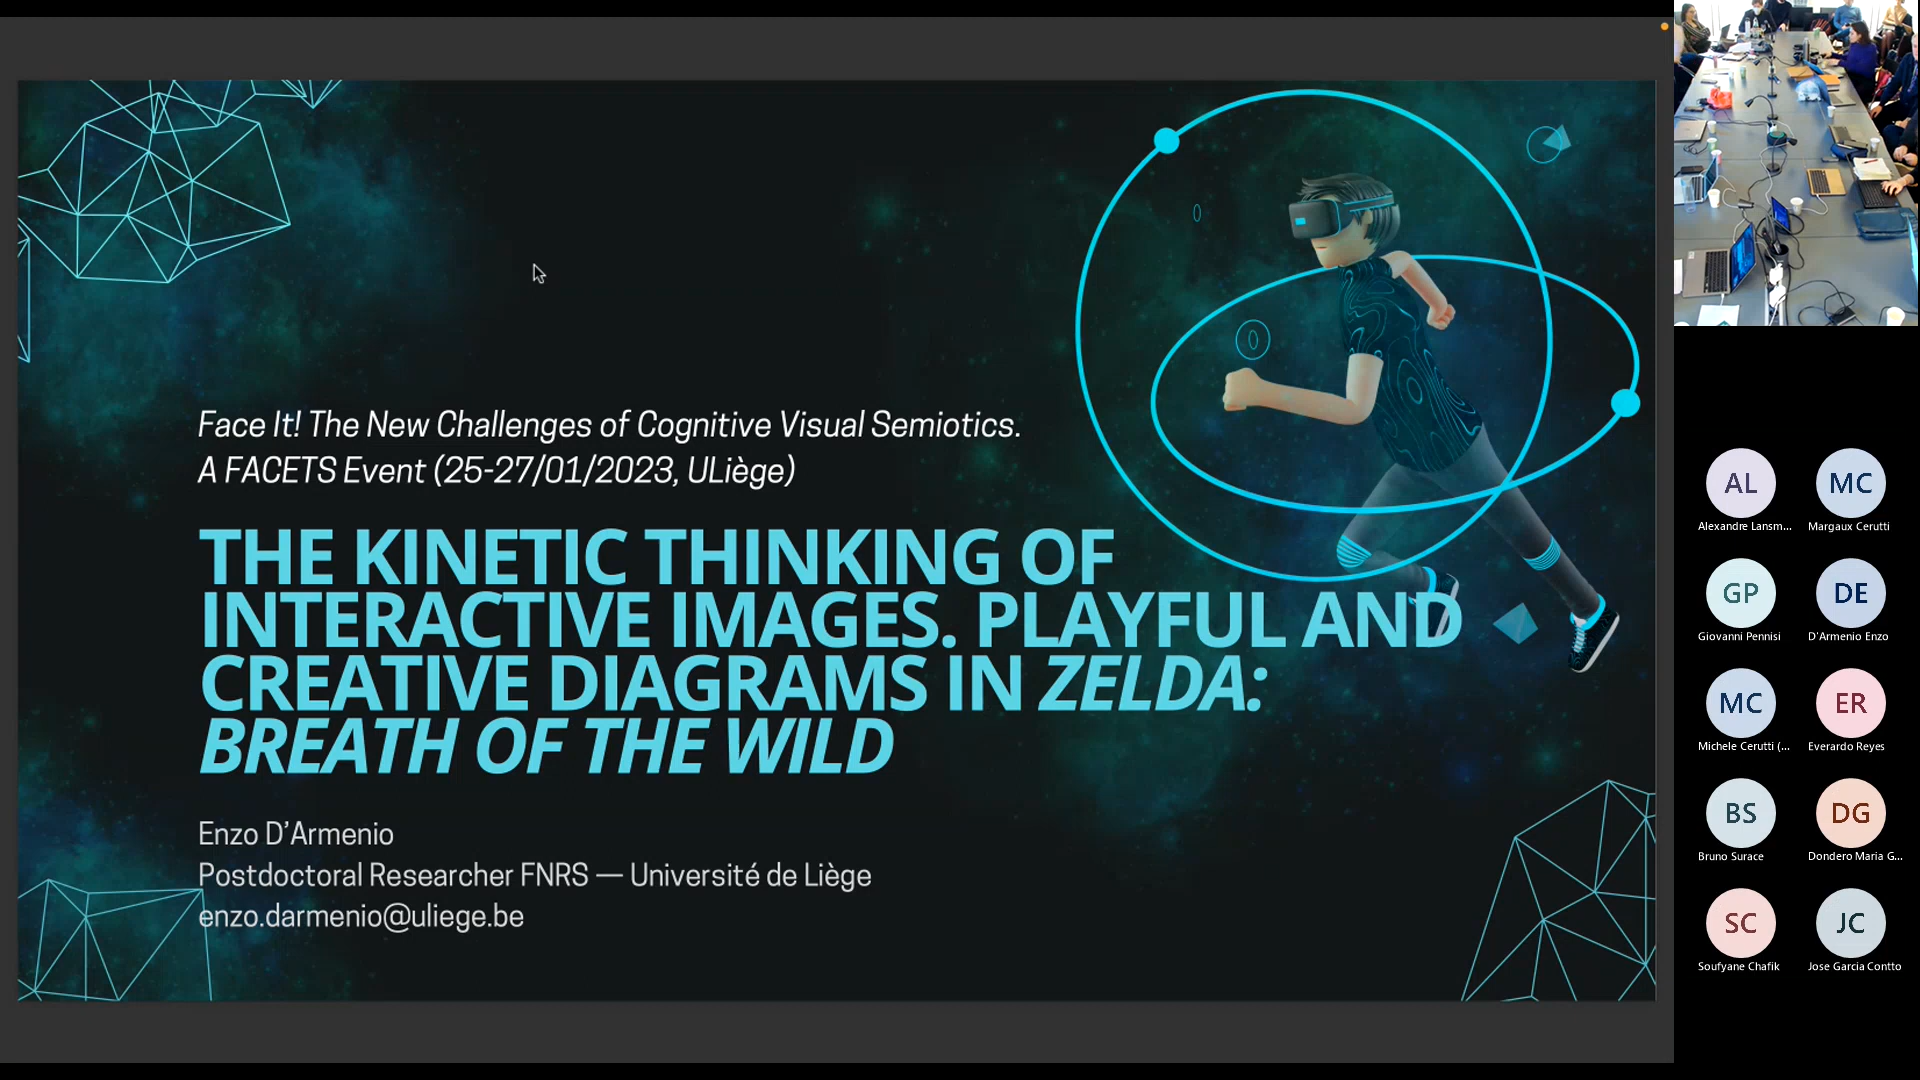 Face It! The New Challenges of Cognitive Visual Semiotics.
A FACETS Event (25-27/01/2023, ULiège)
THE KINETIC THINKING OF
INTERACTIVE IMAGES. PLAYFUL AND
CREATIVE DIAGRAMS IN ZELDA:
BREATH OF THE WILD
Enzo D’Armenio
Postdoctoral Researcher FNRS — Université de Liège
enzo.darmenio@uliege.be
AL
Alexandre Lansm...
MC
Margaux Cerutti
GP
Giovanni Pennisi
DE
D'Armenio Enzo
MC
Michele Cerutti (...
ER
Everardo Reyes
BS
Bruno Surace
DG
Dondero Maria G...
SC
Soufyane Chafik
JC
Jose Garcia Contto